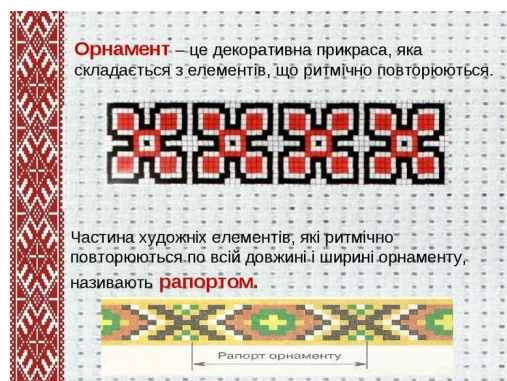 Орнамент – це декоративна прикраса, яка
складається з елементів, що ритмічно повторюються.
Частина художніх елементів, які ритмічно
повторюються по всій довжині і ширині орнаменту,
називають рапортом.
Рапорт орнаменту